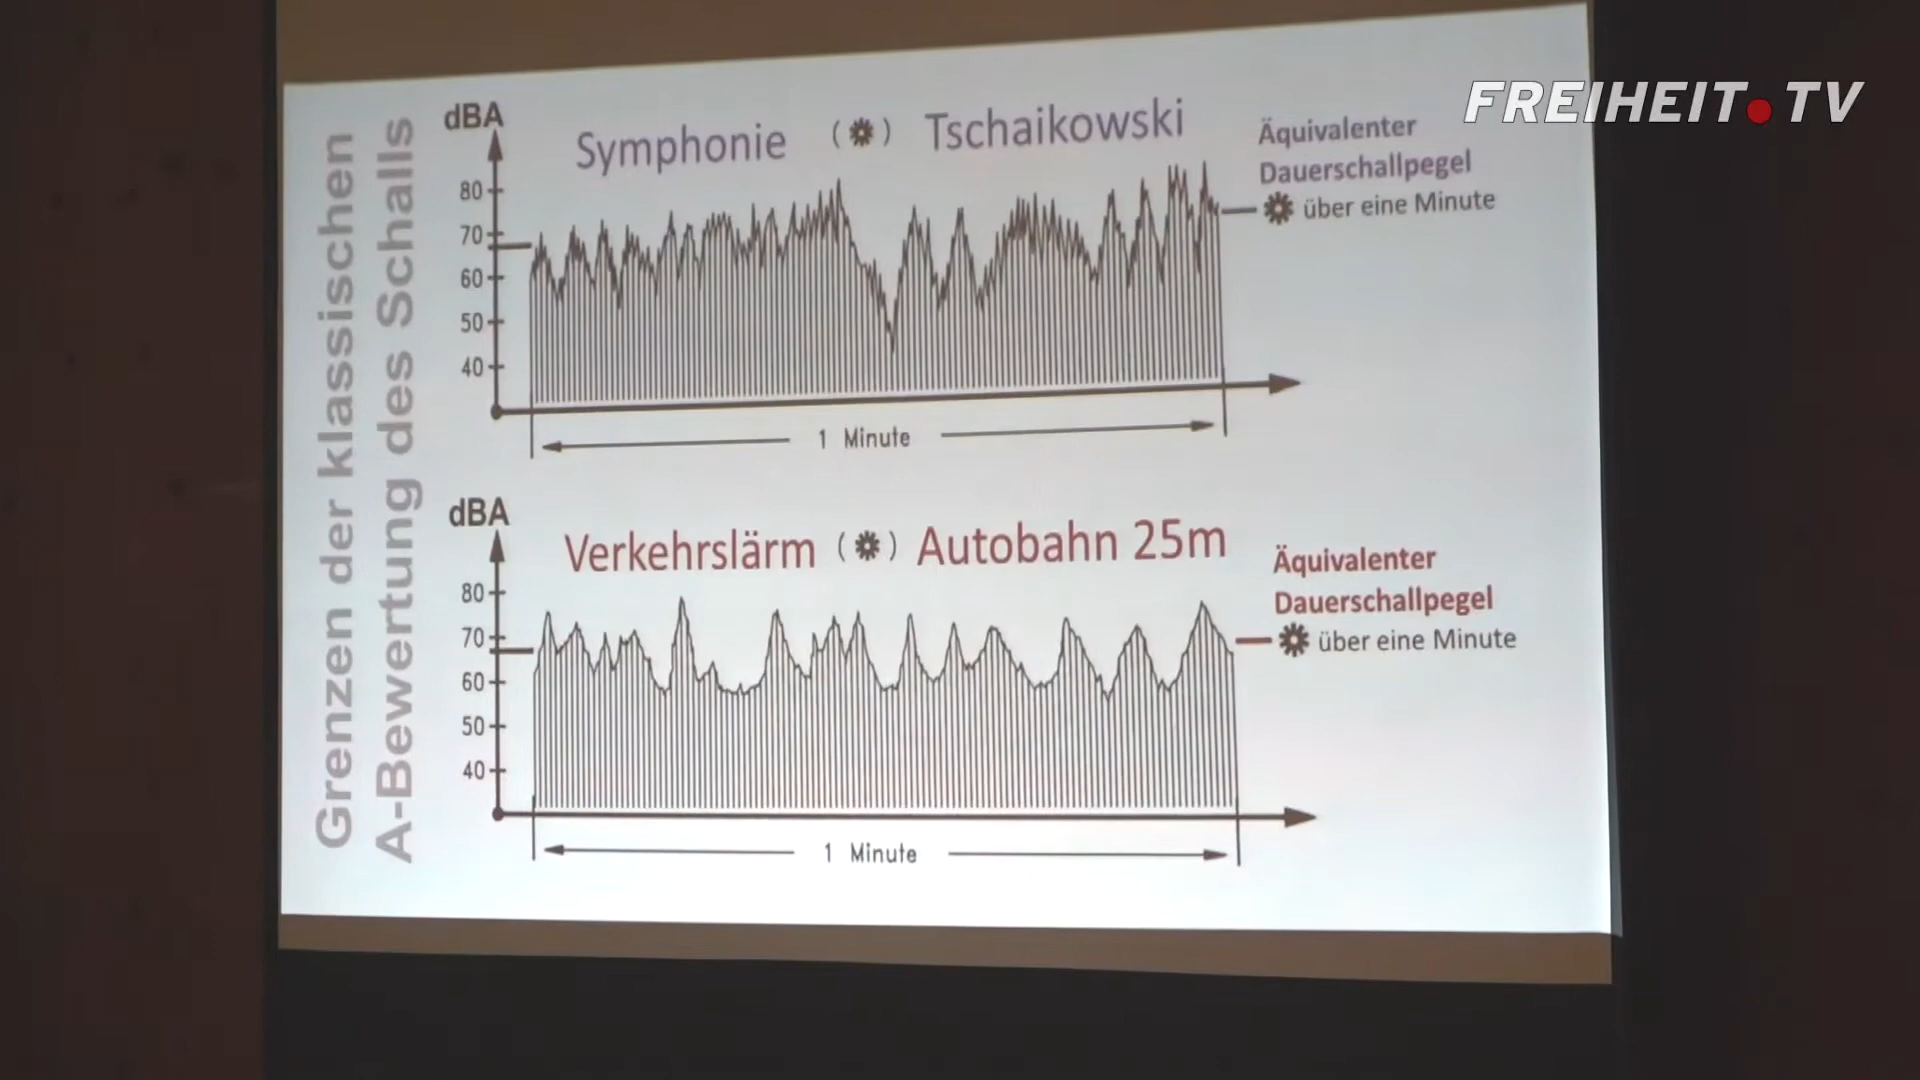 FREIHEIT.TV
Grenzen der klassischen
A-Bewertung des Schalls
dBA
Symphonie (✹) Tschaikowski
Äquivalenter
Dauerschallpegel
✹ über eine Minute
80
70
60
50
40
1 Minute
dBA
Verkehrslärm (✹) Autobahn 25m
Äquivalenter
Dauerschallpegel
✹ über eine Minute
80
70
60
50
40
1 Minute